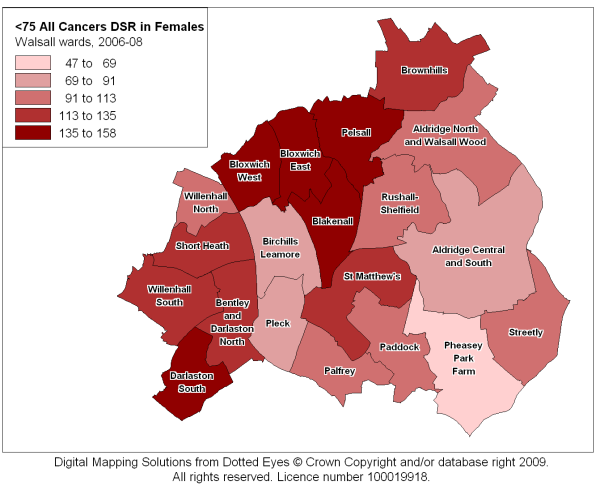 <75 All Cancers DSR in Females
Walsall wards, 2006-08
47 to 69
69 to 91
91 to 113
113 to 135
135 to 158
Brownhills
Pelsall
Aldridge North
and Walsall Wood
Bloxwich
East
Bloxwich
West
Willenhall
North
Rushall-
Shelfield
Blakenall
Short Heath
Birchills
Leamore
Aldridge Central
and South
St Matthew's
Willenhall
South
Bentley
and
Darlaston
North
Pleck
Streetly
Paddock
Pheasey
Park
Farm
Palfrey
Darlaston
South
Digital Mapping Solutions from Dotted Eyes © Crown Copyright and/or database right 2009.
All rights reserved. Licence number 100019918.